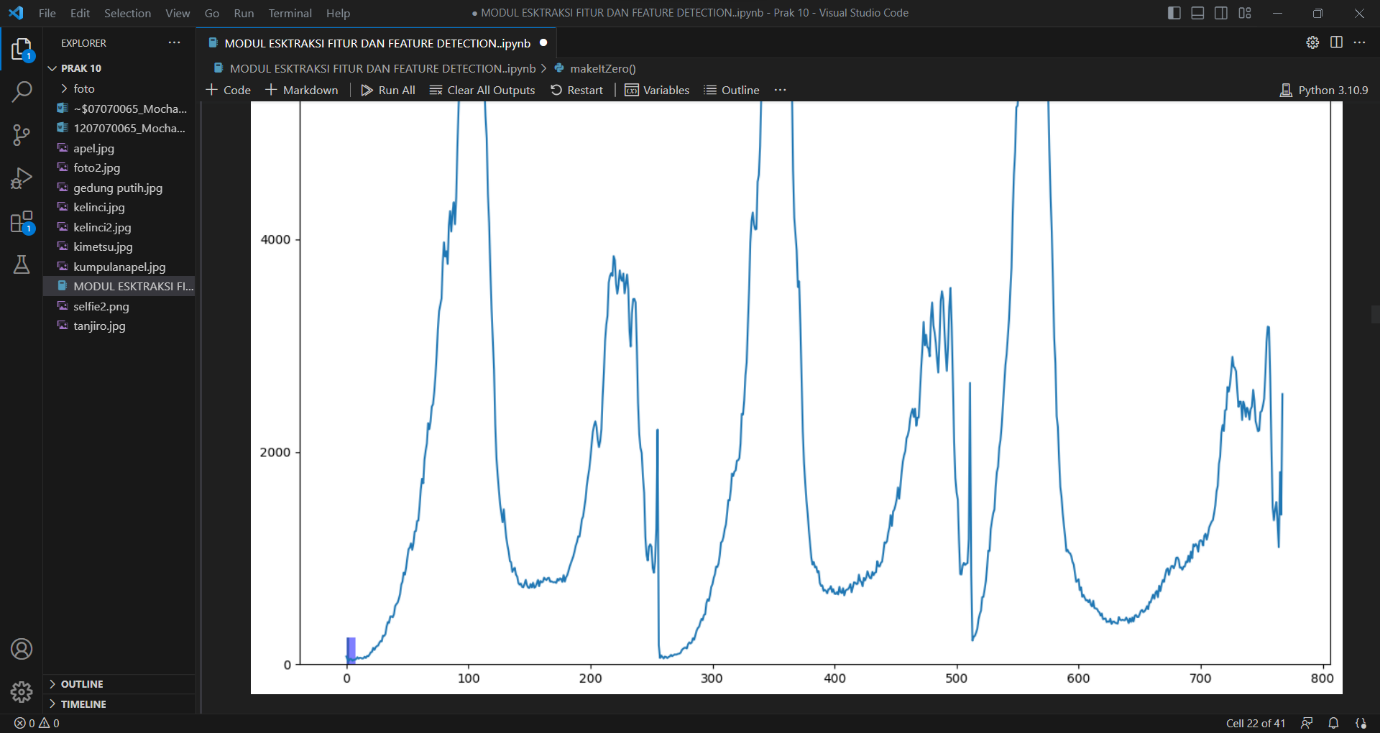 File Edit Selection View Go Run Terminal Help
● MODUL ESKTRAKSI FITUR DAN FEATURE DETECTION..ipynb - Prak 10 - Visual Studio Code
EXPLORER
MODUL ESKTRAKSI FITUR DAN FEATURE DETECTION..ipynb
PRAK 10
MODUL ESKTRAKSI FITUR DAN FEATURE DETECTION..ipynb > makeItZero()
+ Code + Markdown Run All Clear All Outputs Restart Variables Outline ... Python 3.10.9
foto
~$07070065_Mocha...
1207070065_Mocha...
apel.jpg
foto2.jpg
gedung putih.jpg
kelinci.jpg
kelinci2.jpg
kimetsu.jpg
kumpulanapel.jpg
MODUL ESKTRAKSI FI...
selfie2.png
tanjiro.jpg
OUTLINE
TIMELINE
1
1
4000
2000
0
0 100 200 300 400 500 600 700 800
0 0
Cell 22 of 41